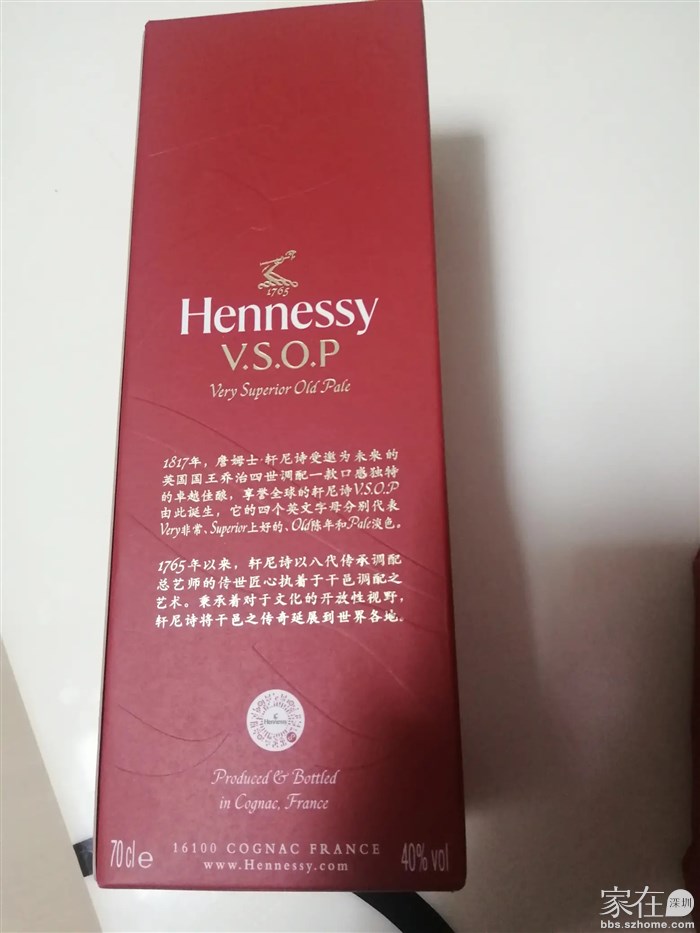 1765
Hennessy
V.S.O.P
Very Superior Old Pale
1817年，詹姆士·轩尼诗受邀为未来的
英国国王乔治四世调配一款口感独特
的卓越佳酿，享誉全球的轩尼诗V.S.O.P
由此诞生，它的四个英文字母分别代表
Very非常、Superior上好的、Old陈年和Pale淡色。
1765年以来，轩尼诗以八代传承调配
总艺师的传世匠心执着于干邑调配之
艺术。秉承着对于文化的开放性视野，
轩尼诗将干邑之传奇延展到世界各地。
Hennessy
Produced & Bottled
in Cognac, France
70 cl e
16100 COGNAC FRANCE
www.Hennessy.com
40% vol
家在深圳
bbs.szhome.com